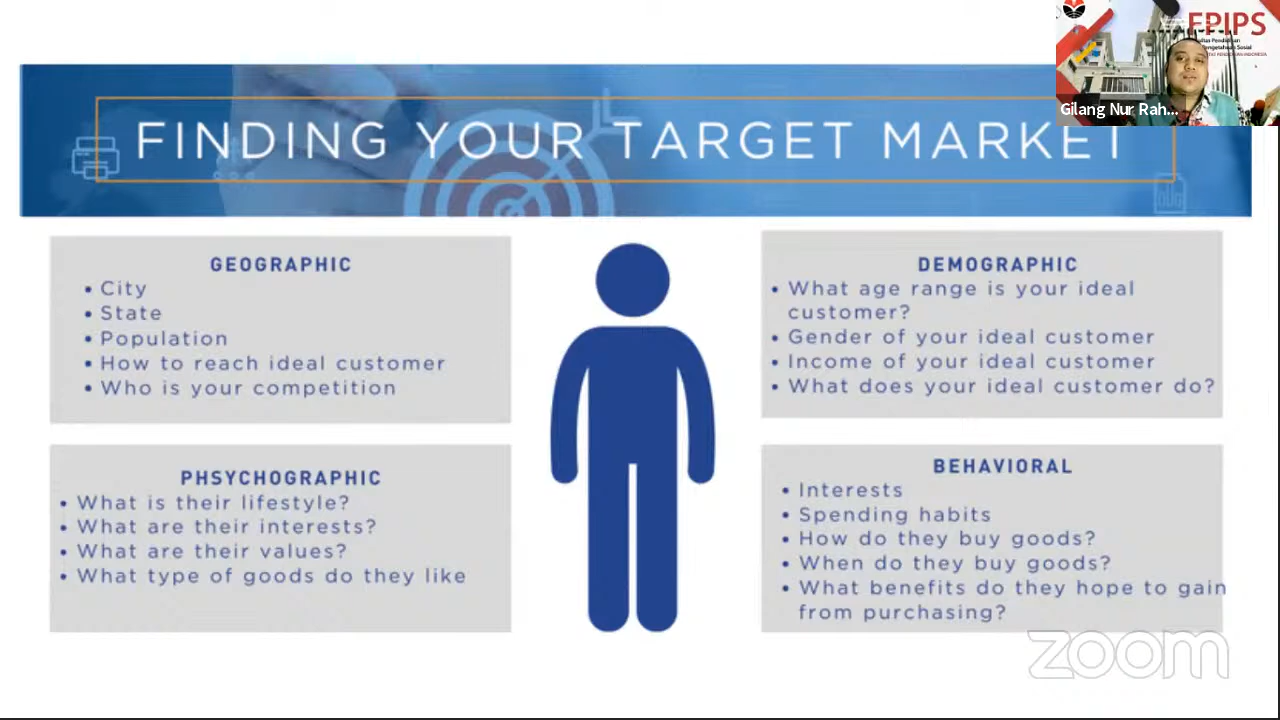 FINDING YOUR TARGET MARKET
FPIPS
Gilang Nur Rah...
GEOGRAPHIC
• City
• State
• Population
• How to reach ideal customer
• Who is your competition
DEMOGRAPHIC
• What age range is your ideal
customer?
• Gender of your ideal customer
• Income of your ideal customer
• What does your ideal customer do?
PHSYCHOGRAPHIC
• What is their lifestyle?
• What are their interests?
• What are their values?
• What type of goods do they like
BEHAVIORAL
• Interests
• Spending habits
• How do they buy goods?
• When do they buy goods?
• What benefits do they hope to gain
from purchasing?
zoom